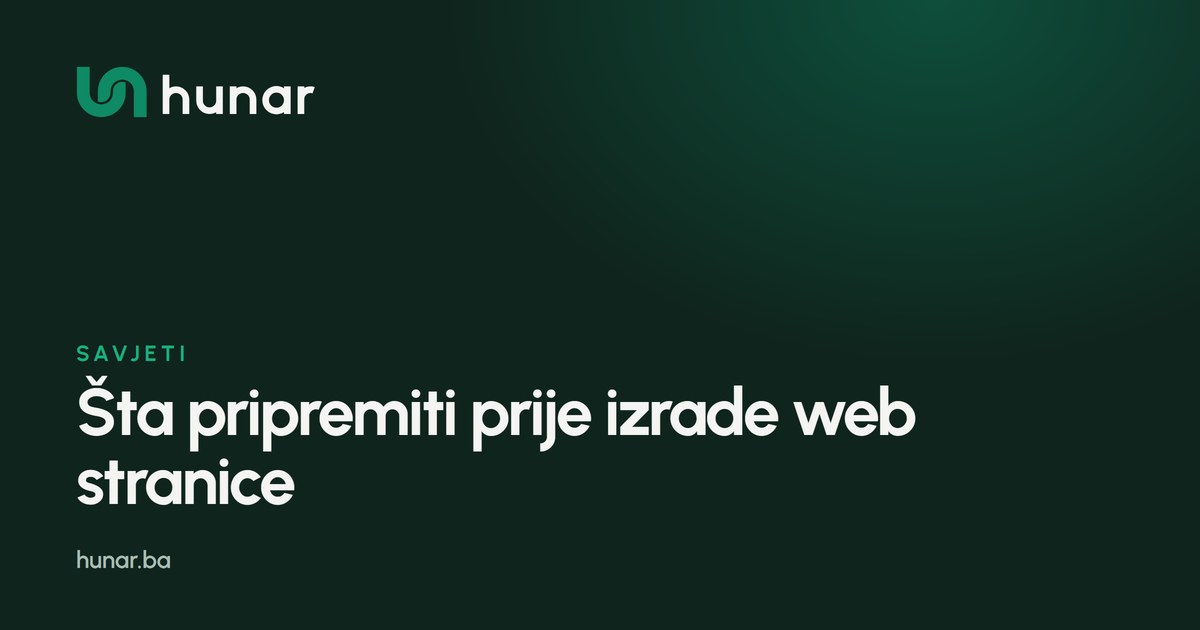 hunar
SAVJETI
Šta pripremiti prije izrade web
stranice
hunar.ba